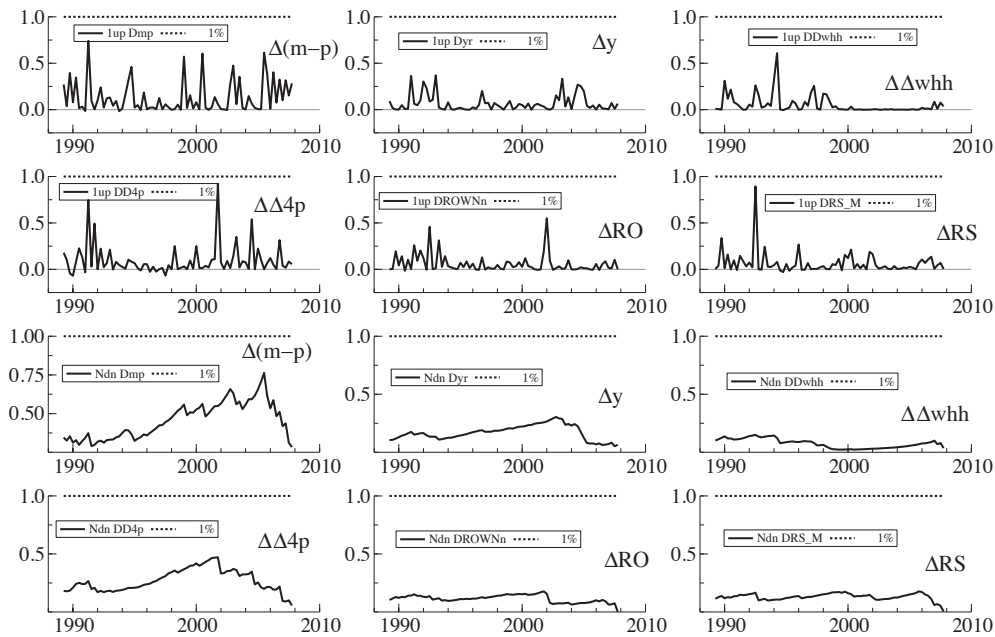 1.0
1up Dmp 1%
Δ(m−p)
0.5
0.0
1990 2000 2010
1.0
1up Dyr 1%
Δy
0.5
0.0
1990 2000 2010
1.0
1up DDwhh 1%
ΔΔwhh
0.5
0.0
1990 2000 2010
1.0
1up DD4p 1%
ΔΔ4p
0.5
0.0
1990 2000 2010
1.0
1up DROWNn 1%
ΔRO
0.5
0.0
1990 2000 2010
1.0
1up DRS_M 1%
ΔRS
0.5
0.0
1990 2000 2010
1.00
Δ(m−p)
0.75
Ndn Dmp 1%
0.50
1990 2000 2010
1.0
Ndn Dyr 1%
Δy
0.5
1990 2000 2010
1.0
Ndn DDwhh 1%
ΔΔwhh
0.5
1990 2000 2010
1.0
Ndn DD4p 1%
ΔΔ4p
0.5
1990 2000 2010
1.0
Ndn DROWNn 1%
ΔRO
0.5
1990 2000 2010
1.0
Ndn DRS_M 1%
ΔRS
0.5
1990 2000 2010